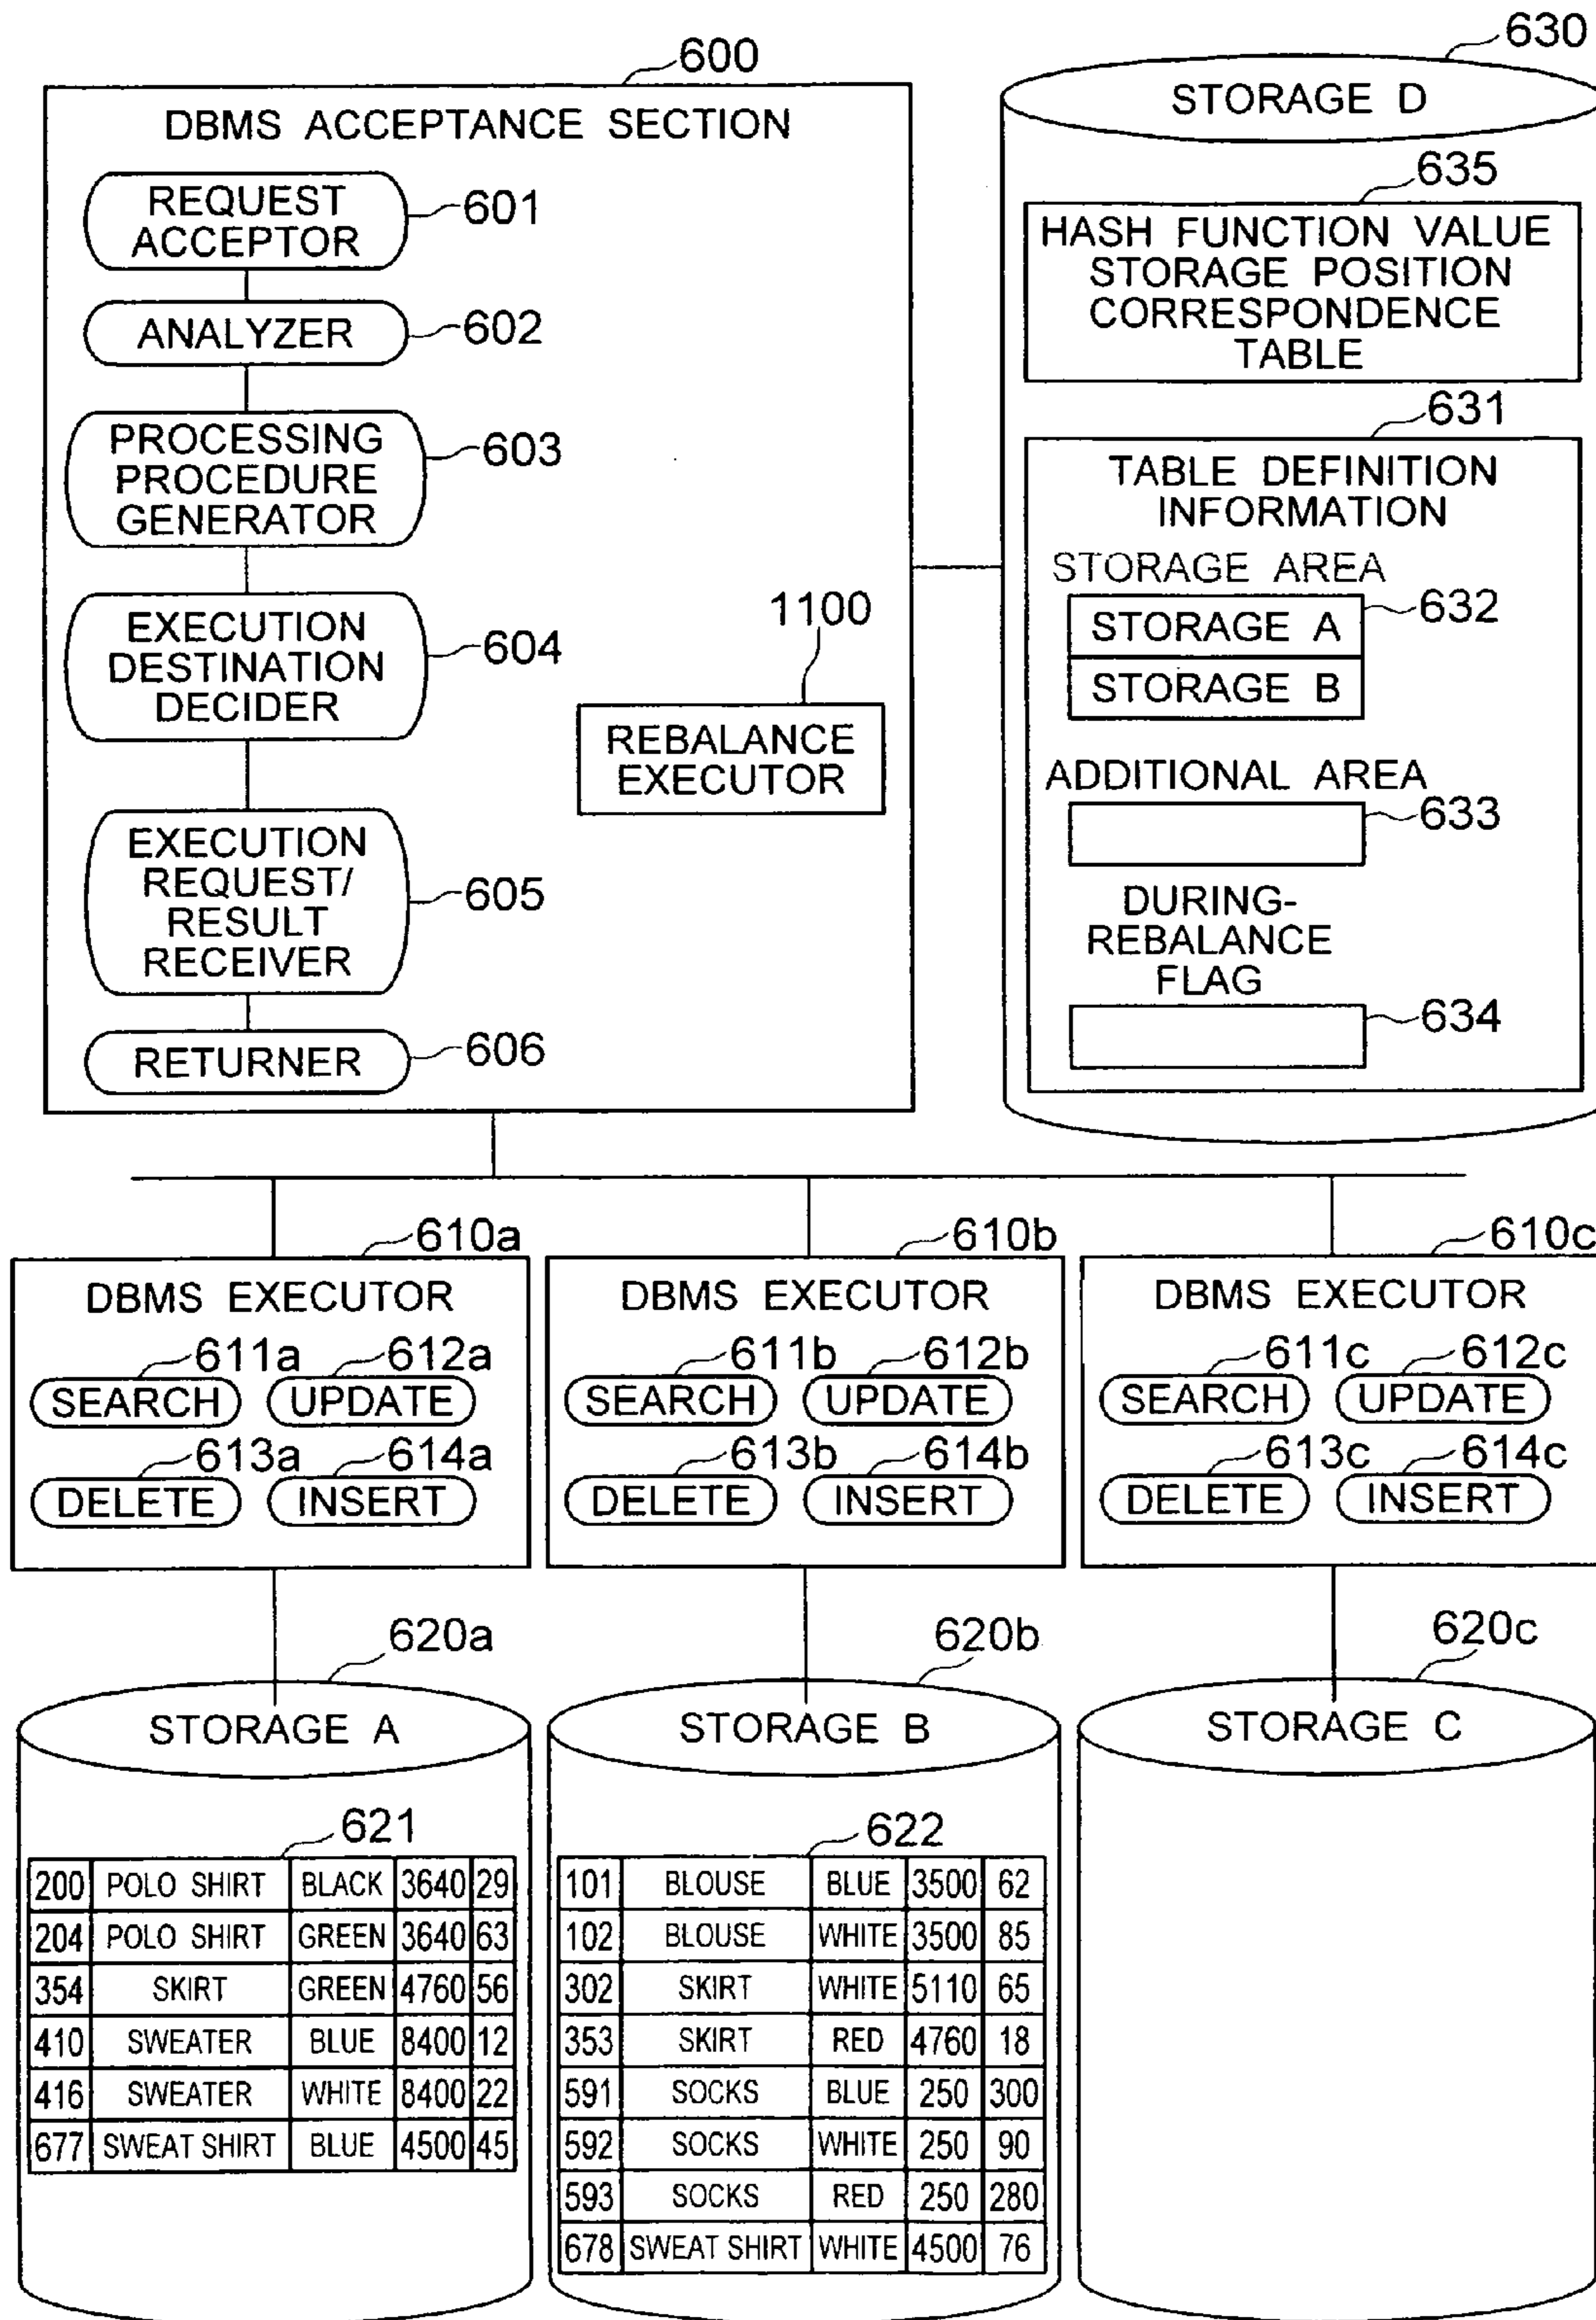 600
DBMS ACCEPTANCE SECTION
REQUEST
ACCEPTOR
601
ANALYZER
602
PROCESSING
PROCEDURE
GENERATOR
603
EXECUTION
DESTINATION
DECIDER
604
1100
REBALANCE
EXECUTOR
EXECUTION
REQUEST/
RESULT
RECEIVER
605
RETURNER
606
630
STORAGE D
635
HASH FUNCTION VALUE
STORAGE POSITION
CORRESPONDENCE
TABLE
631
TABLE DEFINITION
INFORMATION
STORAGE AREA
632
STORAGE A
STORAGE B
ADDITIONAL AREA
633
DURING-
REBALANCE
FLAG
634
610a
DBMS EXECUTOR
611a 612a
SEARCH UPDATE
613a 614a
DELETE INSERT
610b
DBMS EXECUTOR
611b 612b
SEARCH UPDATE
613b 614b
DELETE INSERT
610c
DBMS EXECUTOR
611c 612c
SEARCH UPDATE
613c 614c
DELETE INSERT
620a
STORAGE A
621
200 POLO SHIRT BLACK 3640 29
204 POLO SHIRT GREEN 3640 63
354 SKIRT GREEN 4760 56
410 SWEATER BLUE 8400 12
416 SWEATER WHITE 8400 22
677 SWEAT SHIRT BLUE 4500 45
620b
STORAGE B
622
101 BLOUSE BLUE 3500 62
102 BLOUSE WHITE 3500 85
302 SKIRT WHITE 5110 65
353 SKIRT RED 4760 18
591 SOCKS BLUE 250 300
592 SOCKS WHITE 250 90
593 SOCKS RED 250 280
678 SWEAT SHIRT WHITE 4500 76
620c
STORAGE C